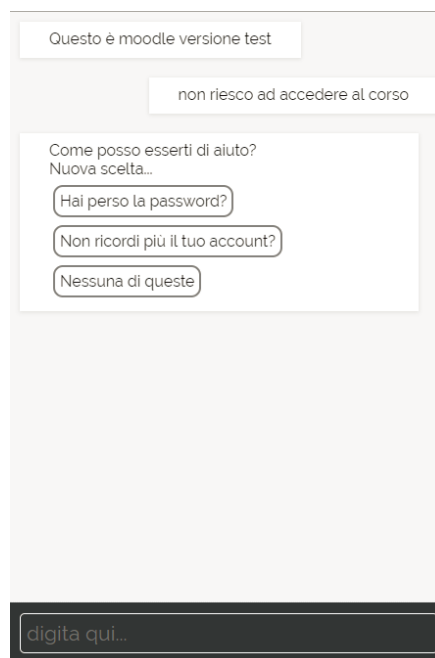 Questo è moodle versione test
non riesco ad accedere al corso
Come posso esserti di aiuto?
Nuova scelta...
Hai perso la password?
Non ricordi più il tuo account?
Nessuna di queste
digita qui...